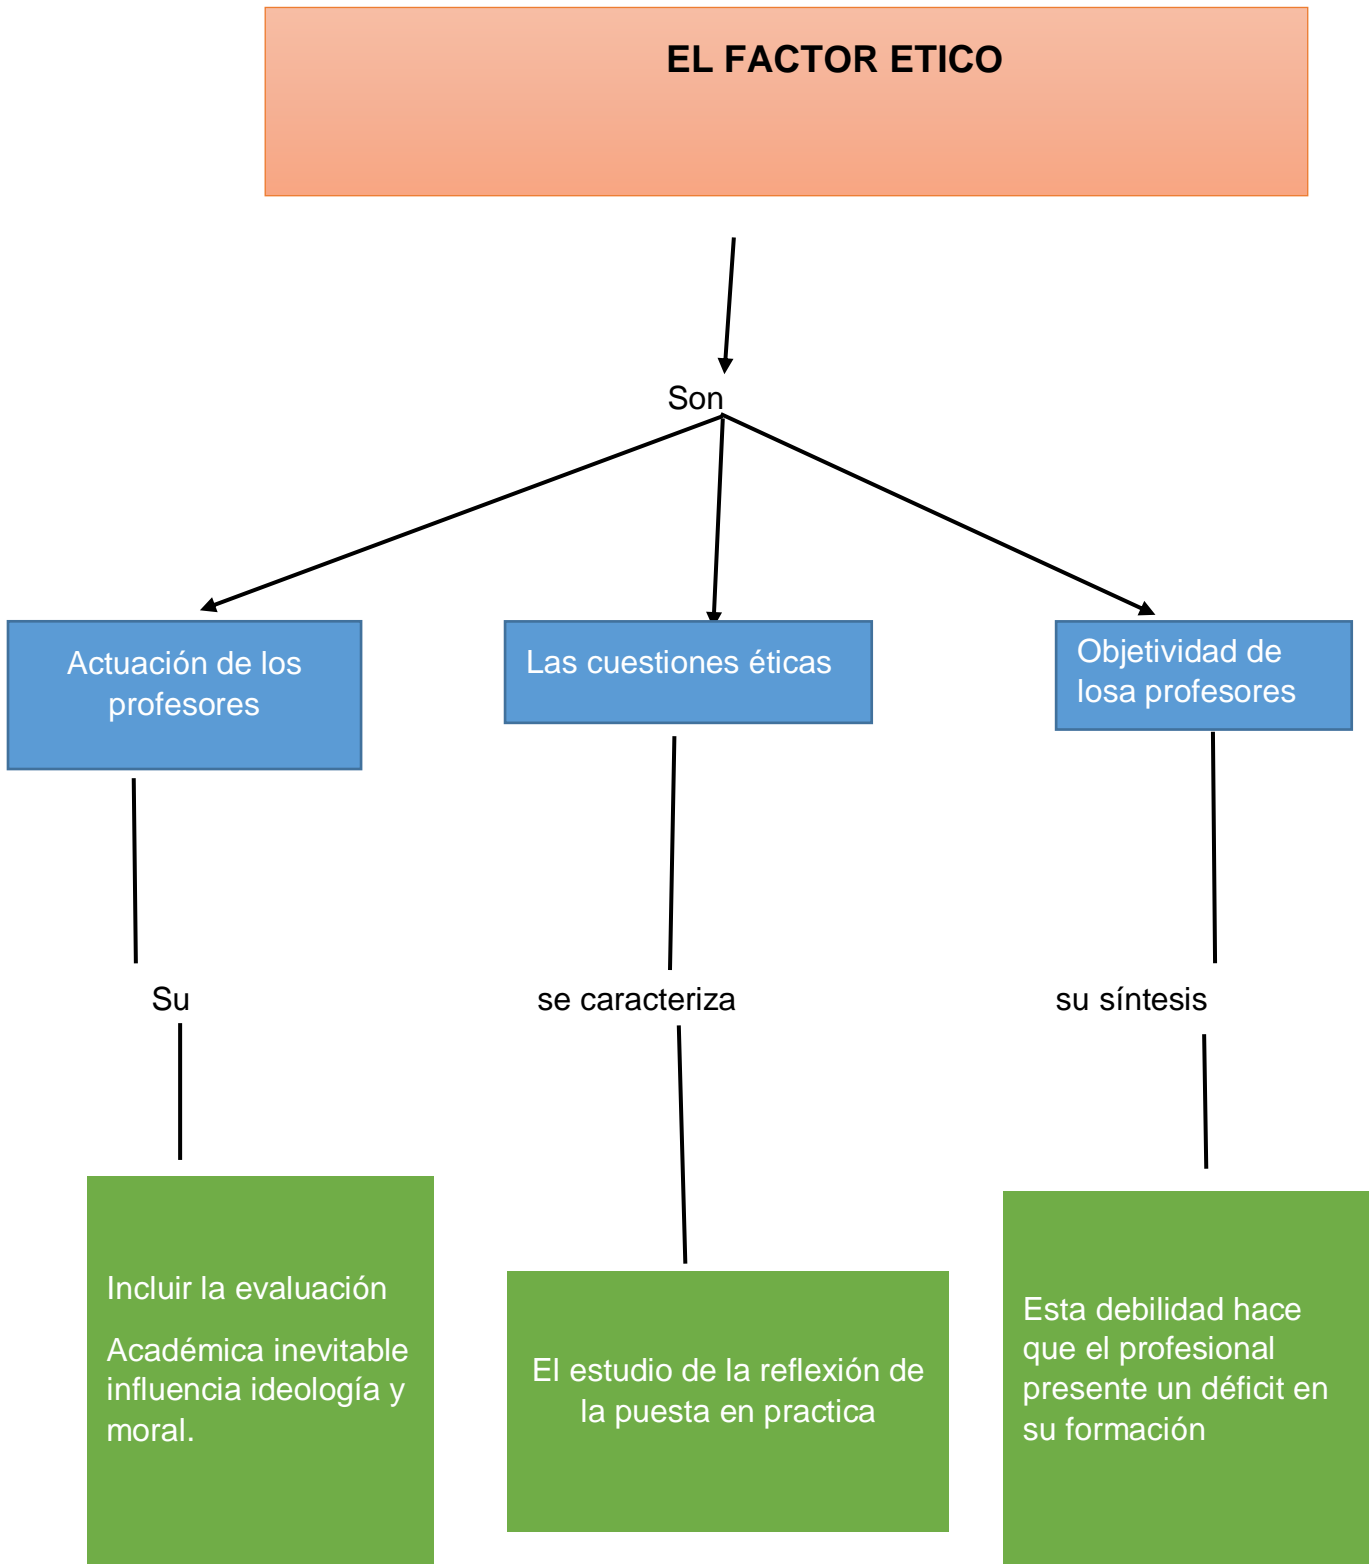 EL FACTOR ETICO
Son
Actuación de los
profesores
Las cuestiones éticas
Objetividad de
losa profesores
Su
se caracteriza
su síntesis
Incluir la evaluación
Académica inevitable
influencia ideología y
moral.
El estudio de la reflexión de
la puesta en practica
Esta debilidad hace
que el profesional
presente un déficit en
su formación